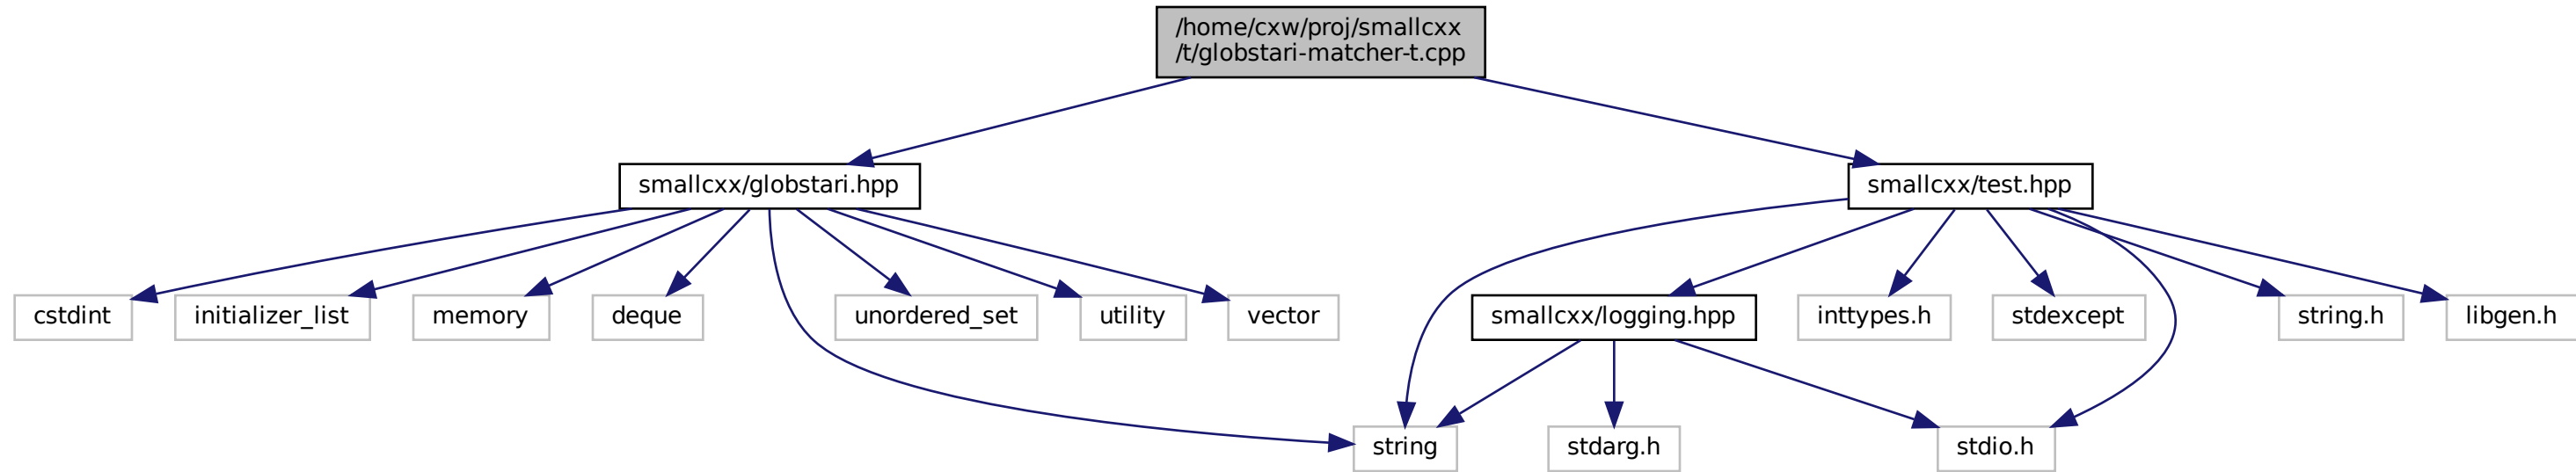 /home/cxw/proj/smallcxx
/t/globstari-matcher-t.cpp
smallcxx/globstari.hpp
smallcxx/test.hpp
cstdint
initializer_list
memory
deque
unordered_set
utility
vector
smallcxx/logging.hpp
inttypes.h
stdexcept
string.h
libgen.h
string
stdarg.h
stdio.h